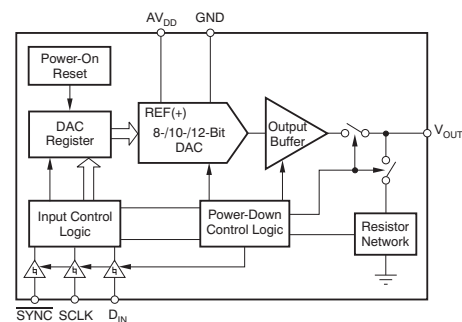 AVDD GND
Power-On
Reset
REF(+)
DAC
Register
8-/10-/12-Bit
DAC
Output
Buffer
VOUT
Input Control
Logic
Power-Down
Control Logic
Resistor
Network
SYNC SCLK DIN